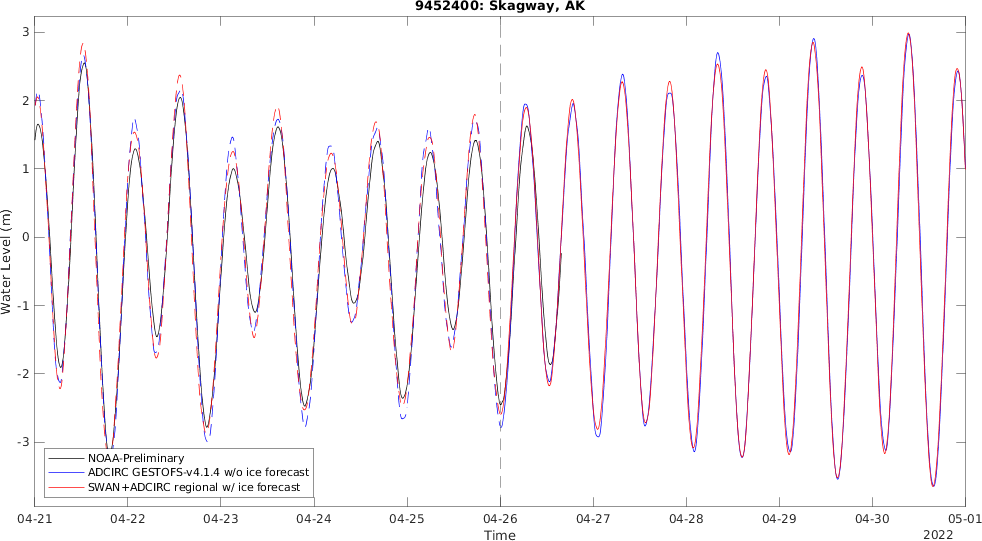 9452400: Skagway, AK
3
2
1
0
-1
-2
-3
Water Level (m)
NOAA-Preliminary
ADCIRC GESTOFS-v4.1.4 w/o ice forecast
SWAN+ADCIRC regional w/ ice forecast
04-21 04-22 04-23 04-24 04-25 04-26 04-27 04-28 04-29 04-30 05-01
Time
2022